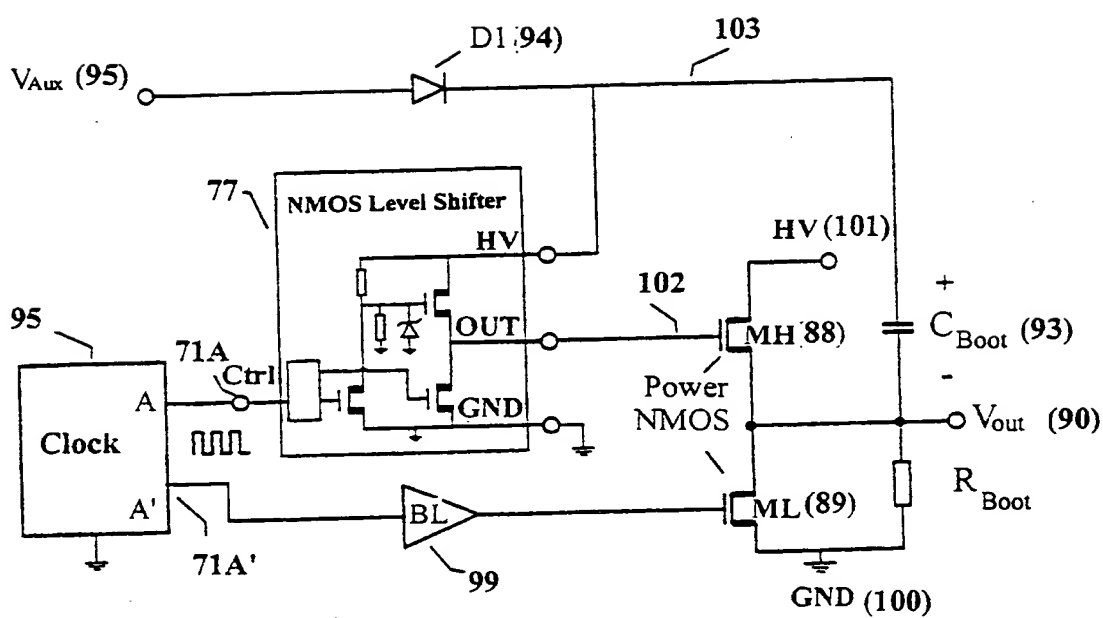 103
D1(94)
VAux (95)
77
NMOS Level Shifter
HV
HV (101)
102
+
95
71A
Ctrl
OUT
MH(88)
CBoot (93)
-
A
Power
NMOS
GND
Vout (90)
Clock
A'
BL
ML(89)
RBoot
71A'
99
GND (100)